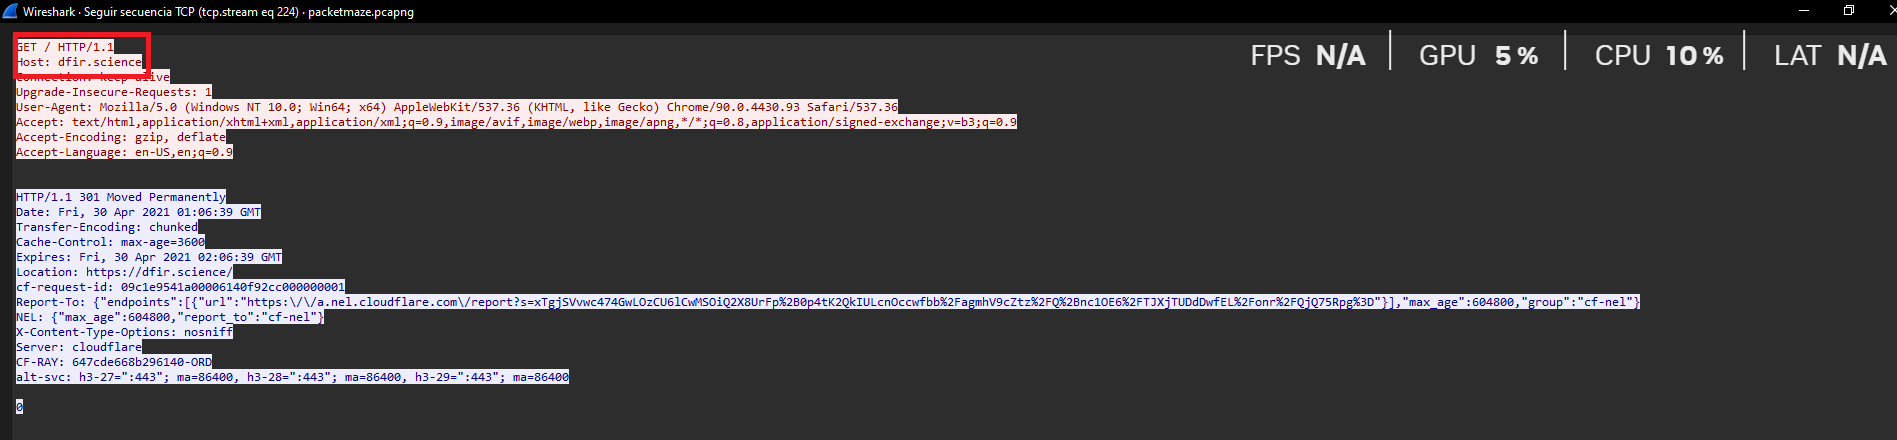 Wireshark · Seguir secuencia TCP (tcp.stream eq 224) · packetmaze.pcapng
FPS N/A GPU 5 % CPU 10 % LAT N/A
GET / HTTP/1.1
Host: dfir.science
Connection: keep-alive
Upgrade-Insecure-Requests: 1
User-Agent: Mozilla/5.0 (Windows NT 10.0; Win64; x64) AppleWebKit/537.36 (KHTML, like Gecko) Chrome/90.0.4430.93 Safari/537.36
Accept: text/html,application/xhtml+xml,application/xml;q=0.9,image/avif,image/webp,image/apng,*/*;q=0.8,application/signed-exchange;v=b3;q=0.9
Accept-Encoding: gzip, deflate
Accept-Language: en-US,en;q=0.9
HTTP/1.1 301 Moved Permanently
Date: Fri, 30 Apr 2021 01:06:39 GMT
Transfer-Encoding: chunked
Cache-Control: max-age=3600
Expires: Fri, 30 Apr 2021 02:06:39 GMT
Location: https://dfir.science/
cf-request-id: 09c1e9541a00006140f92cc000000001
Report-To: {"endpoints":[{"url":"https:\/\/a.nel.cloudflare.com\/report?s=xTgjSVvwc474GwLOzCU6lCwMSOiQ2X8UrFp%2B0p4tK2QkIULcnOccwfbb%2FagmhV9cZtz%2FQ%2Bnc1OE6%2FTJXjTUDdDwfEL%2Fonr%2FQjQ75Rpg%3D"}],"max_age":604800,"group":"cf-nel"}
NEL: {"max_age":604800,"report_to":"cf-nel"}
X-Content-Type-Options: nosniff
Server: cloudflare
CF-RAY: 647cde668b296140-ORD
alt-svc: h3-27=":443"; ma=86400, h3-28=":443"; ma=86400, h3-29=":443"; ma=86400
0